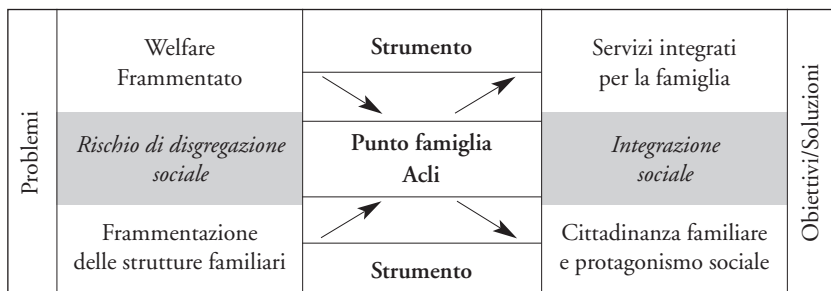 Problemi
Welfare
Frammentato
Rischio di disgregazione
sociale
Frammentazione
delle strutture familiari
Strumento
Punto famiglia
Acli
Strumento
Servizi integrati
per la famiglia
Integrazione
sociale
Cittadinanza familiare
e protagonismo sociale
Obiettivi/Soluzioni